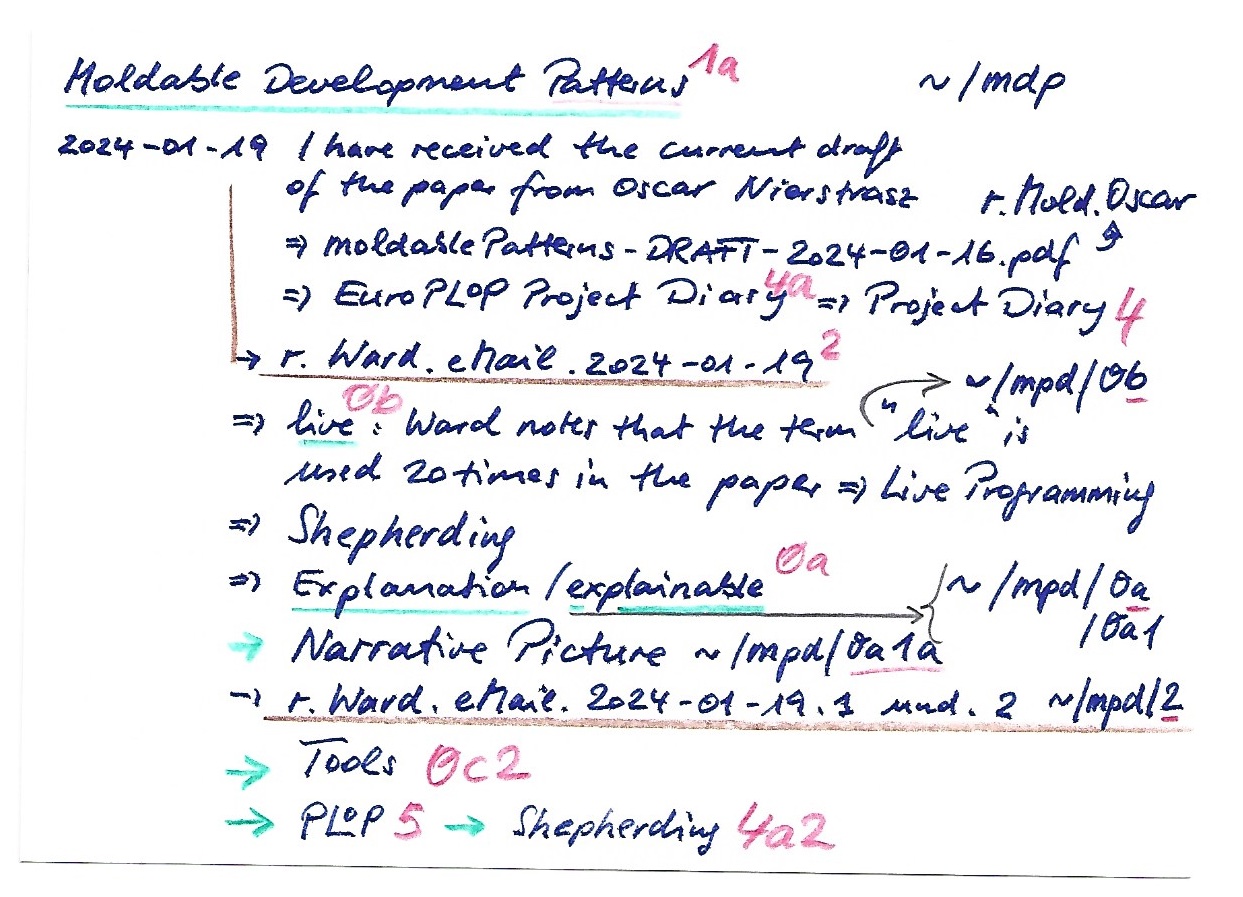 Moldable Development Patterns 1a ~/mdp
2024-01-19 I have received the current draft
of the paper from Oscar Nierstrasz r.Mold.Oscar
=> moldablePatterns-DRAFT-2024-01-16.pdf
=> EuroPLoP Project Diary 4a => Project Diary 4
→ r. Ward. eMail. 2024-01-19 2
~/mpd/0b
=> live 0b : Ward notes that the term "live" is
used 20 times in the paper => Live Programming
=> Shepherding
=> Explanation / explainable 0a ~/mpd/0a
/0a1
→ Narrative Picture ~/mpd/0a1a
→ r. Ward. eMail. 2024-01-19.1 und. 2 ~/mpd/2
→ Tools 0c2
→ PLoP 5 → Shepherding 4a2